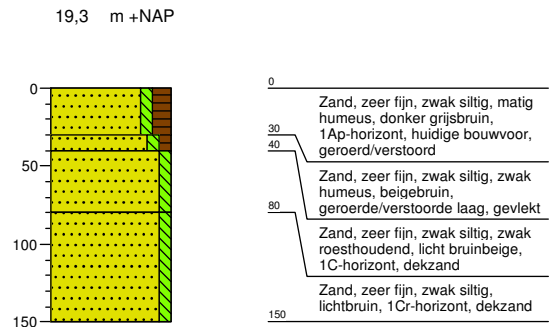 19,3 m +NAP
0
50
100
150
0
Zand, zeer fijn, zwak siltig, matig
humeus, donker grijsbruin,
1Ap-horizont, huidige bouwvoor,
geroerd/verstoord
30
40
Zand, zeer fijn, zwak siltig, zwak
humeus, beigebruin,
geroerde/verstoorde laag, gevlekt
80
Zand, zeer fijn, zwak siltig, zwak
roesthoudend, licht bruinbeige,
1C-horizont, dekzand
Zand, zeer fijn, zwak siltig,
lichtbruin, 1Cr-horizont, dekzand
150